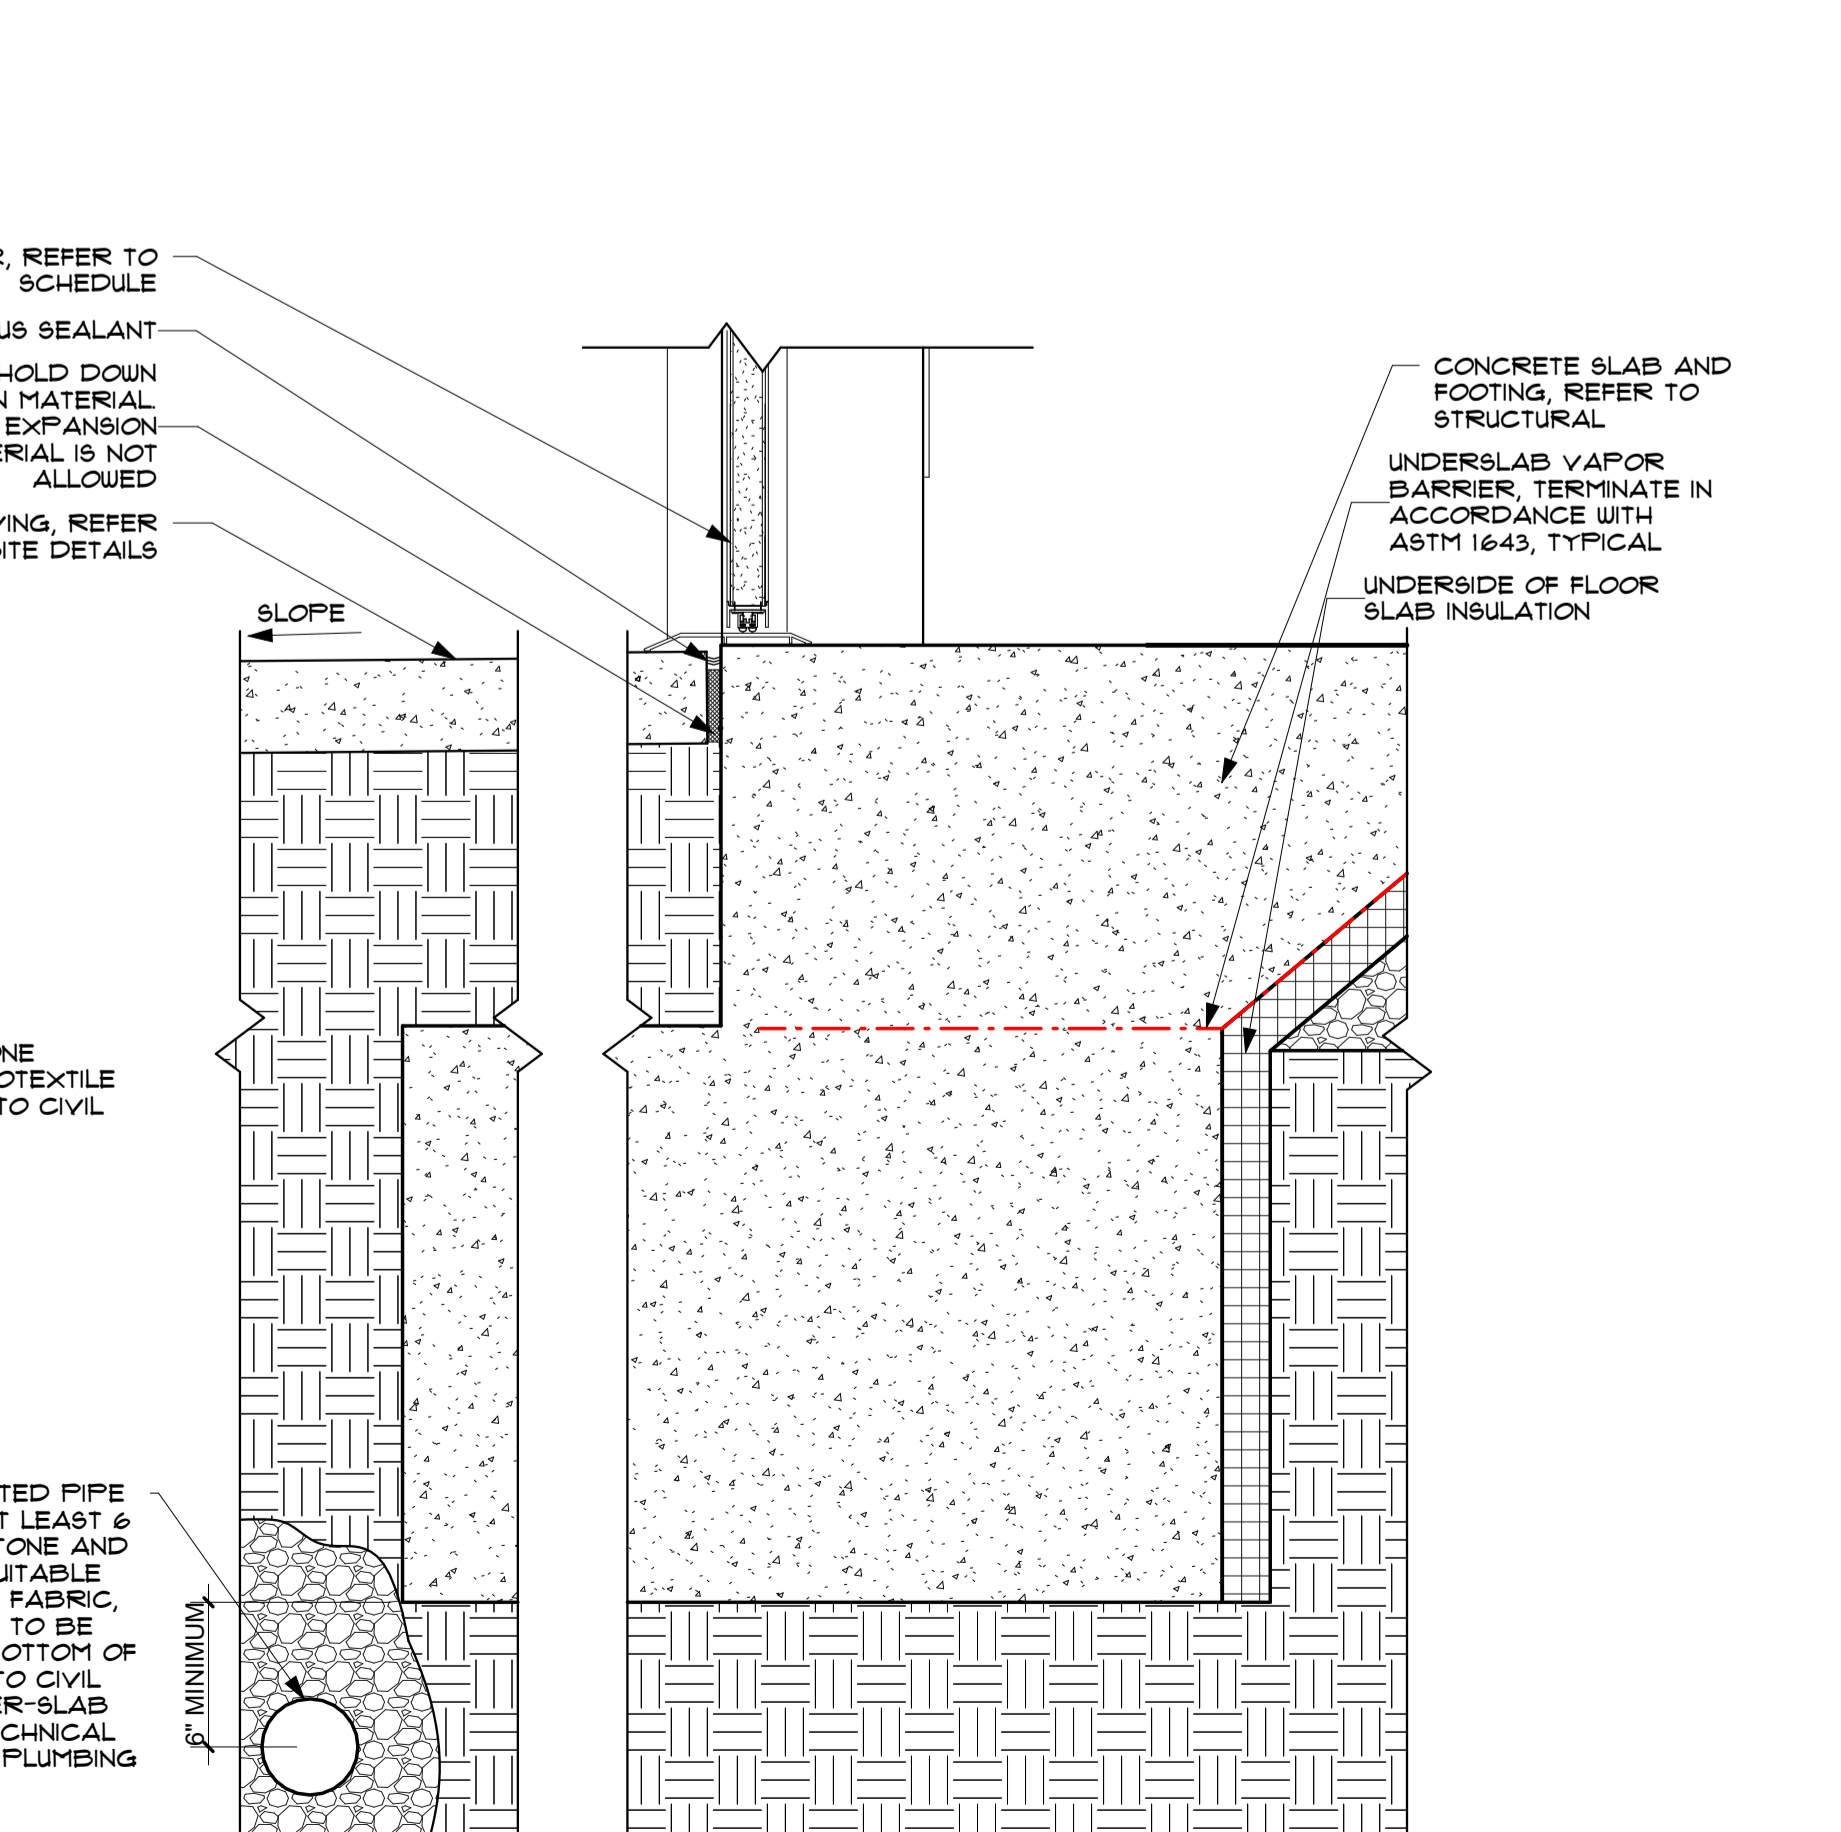 R, REFER TO
SCHEDULE
US SEALANT
HOLD DOWN
N MATERIAL.
EXPANSION
ERIAL IS NOT
ALLOWED
VING, REFER
SITE DETAILS
SLOPE
CONCRETE SLAB AND
FOOTING, REFER TO
STRUCTURAL
UNDERSLAB VAPOR
BARRIER, TERMINATE IN
ACCORDANCE WITH
ASTM 1643, TYPICAL
UNDERSIDE OF FLOOR
SLAB INSULATION
ONE
OTEXTILE
TO CIVIL
TED PIPE
T LEAST 6
TONE AND
UITABLE
FABRIC,
TO BE
OTTOM OF
TO CIVIL
ER-SLAB
CHNICAL
PLUMBING
6" MINIMUM